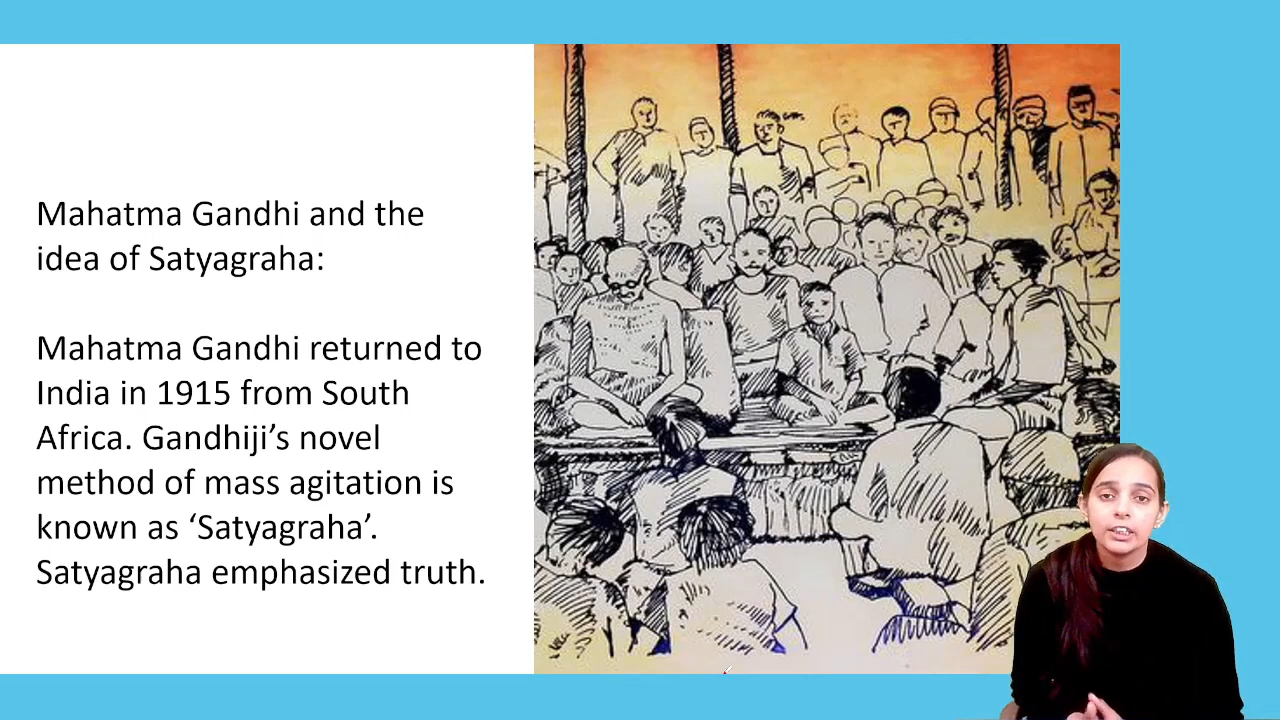 Mahatma Gandhi and the
idea of Satyagraha:
Mahatma Gandhi returned to
India in 1915 from South
Africa. Gandhiji’s novel
method of mass agitation is
known as ‘Satyagraha’.
Satyagraha emphasized truth.